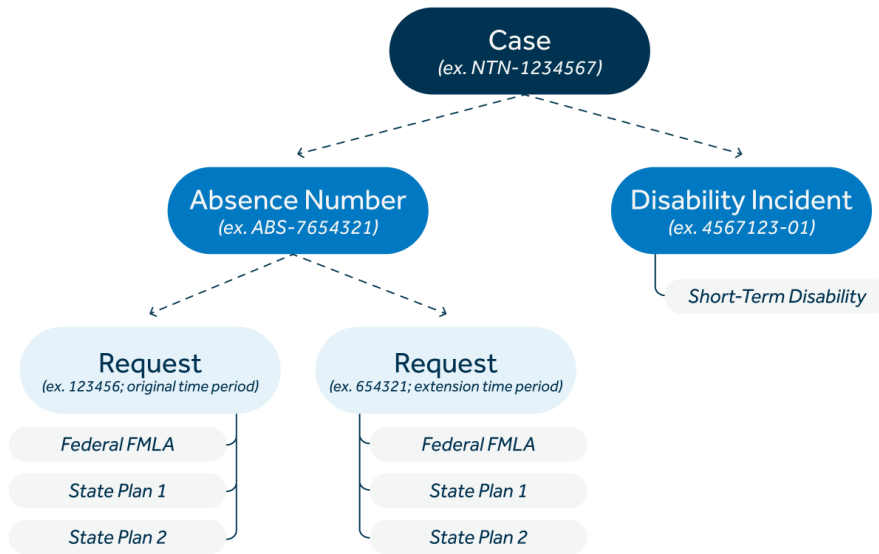 Case
(ex. NTN-1234567)
Absence Number
(ex. ABS-7654321)
Disability Incident
(ex. 4567123-01)
Short-Term Disability
Request
(ex. 123456; original time period)
Federal FMLA
State Plan 1
State Plan 2
Request
(ex. 654321; extension time period)
Federal FMLA
State Plan 1
State Plan 2